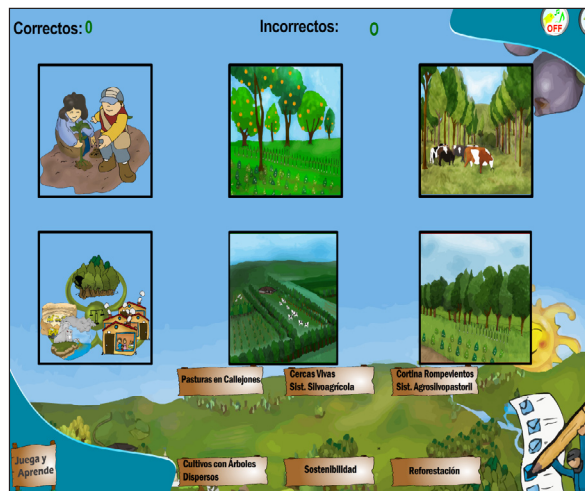 Correctos: 0
Incorrectos: 0
OFF
Pasturas en Callejones
Cercas Vivas
Sist. Silvoagrícola
Cortina Rompevientos
Sist. Agrosilvopastoril
Juega y
Aprende
Cultivos con Árboles
Dispersos
Sostenibilidad
Reforestación